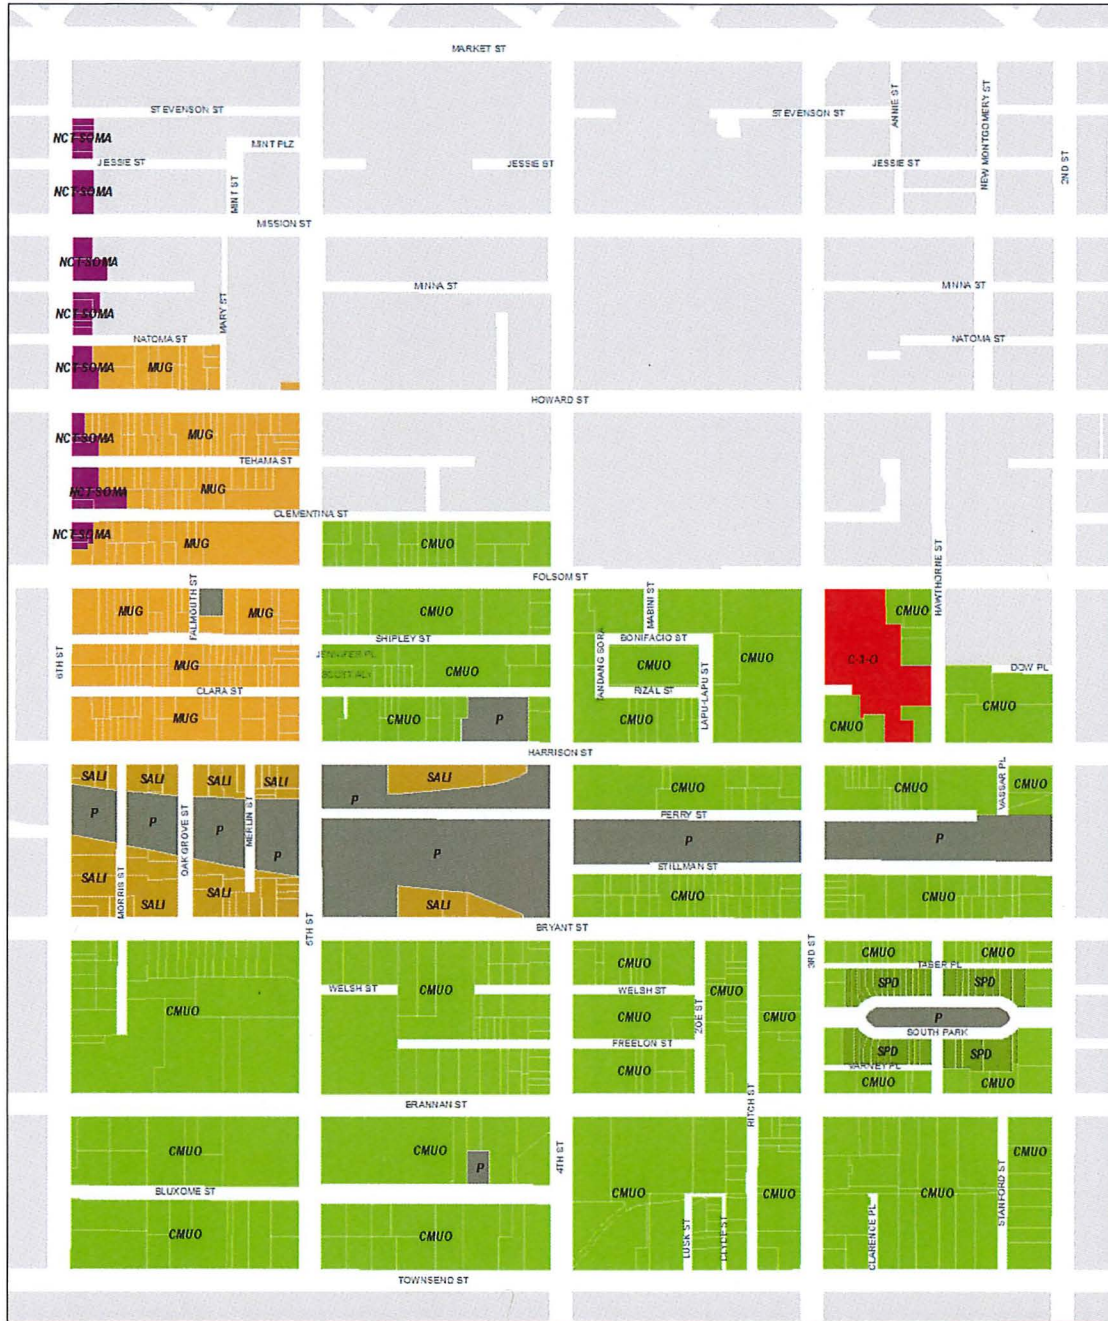 MARKET ST
STEVENSON ST
STEVENSON ST
ANNIE ST
NEW MONTGOMERY ST
NCT-SOMA
MINT PLZ
JESSIE ST
JESSIE ST
JESSIE ST
2ND ST
NCT-SOMA
MINT ST
MISSION ST
NCT-SOMA
MINNA ST
MINNA ST
NCT-SOMA
MARY ST
NATOMA ST
NATOMA ST
NCT-SOMA
MUG
HOWARD ST
NCT-SOMA
MUG
TEHAMA ST
NCT-SOMA
MUG
CLEMENTINA ST
NCT-SOMA
MUG
CMUO
HAWTHORNE ST
FOLSOM ST
FALMOUTH ST
MABINI ST
MUG
MUG
CMUO
CMUO
SHIPLEY ST
BONIFACIO ST
6TH ST
MUG
CMUO
TANDANG SORA
CMUO
LAPU-LAPU ST
CMUO
C-3-O
DOW PL
CLARA ST
RIZAL ST
MUG
CMUO
P
CMUO
CMUO
CMUO
HARRISON ST
SALI
SALI
SALI
SALI
SALI
CMUO
CMUO
VASSAR PL
CMUO
P
P
P
P
P
PERRY ST
MORRIS ST
OAK GROVE ST
MERLIN ST
P
P
P
STILLMAN ST
SALI
SALI
SALI
SALI
CMUO
CMUO
5TH ST
BRYANT ST
3RD ST
CMUO
CMUO
CMUO
TABER PL
WELSH ST
CMUO
WELSH ST
ZOE ST
CMUO
CMUO
SPD
SPD
CMUO
CMUO
P
SOUTH PARK
FREELON ST
CMUO
SPD
SPD
VARNEY PL
CMUO
CMUO
BRANNAN ST
RITCH ST
CMUO
CMUO
P
4TH ST
CMUO
BLUXOME ST
CMUO
CMUO
CMUO
CMUO
STANFORD ST
CMUO
CMUO
LUSK ST
CLYDE ST
CLARENCE PL
TOWNSEND ST